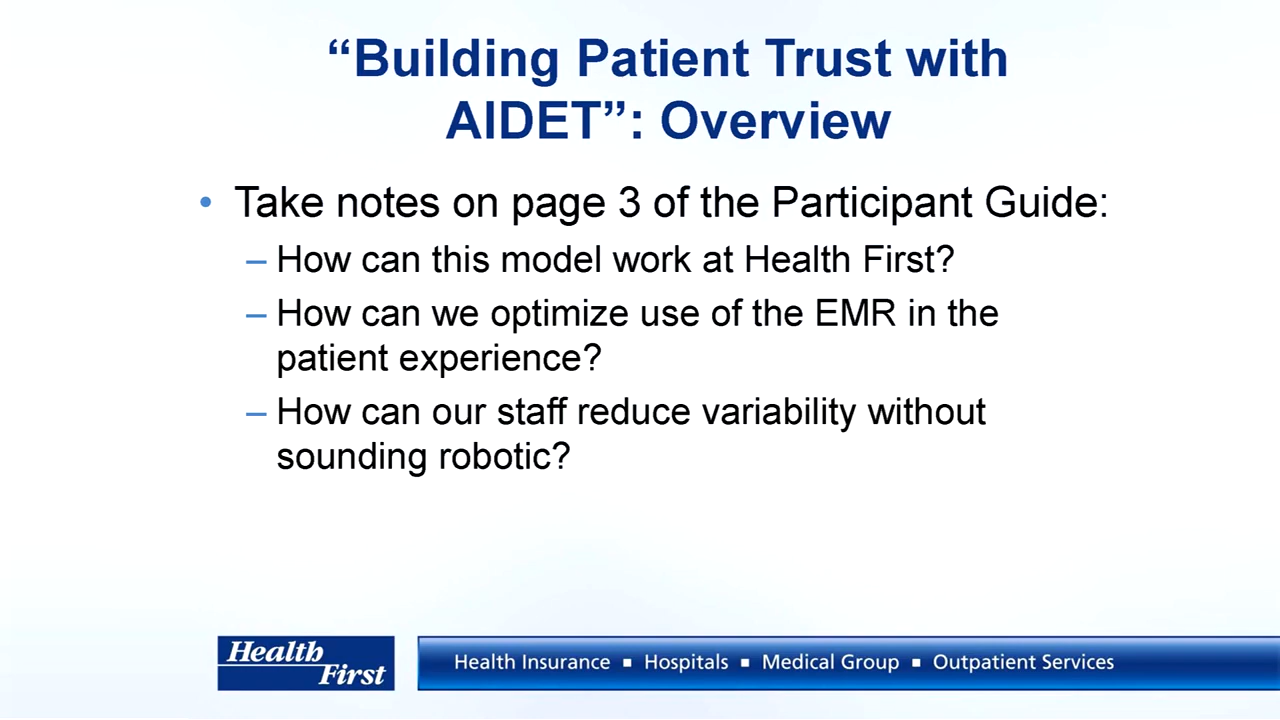 “Building Patient Trust with
AIDET”: Overview
• Take notes on page 3 of the Participant Guide:
– How can this model work at Health First?
– How can we optimize use of the EMR in the
patient experience?
– How can our staff reduce variability without
sounding robotic?
Health
First
Health Insurance ▪ Hospitals ▪ Medical Group ▪ Outpatient Services